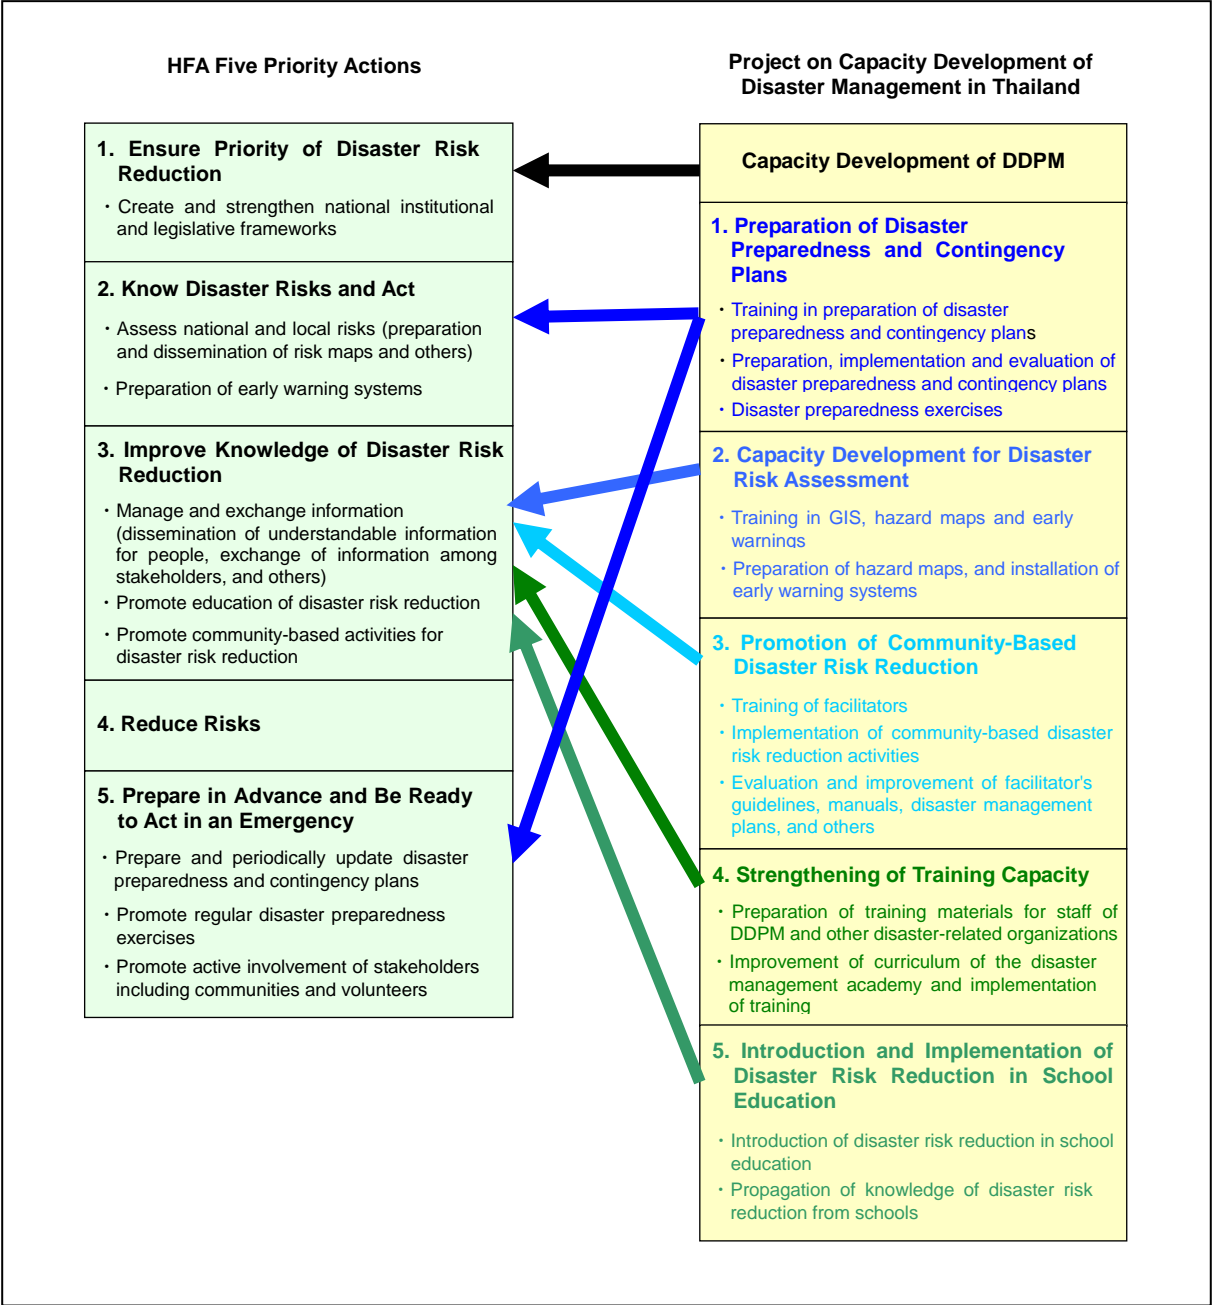 HFA Five Priority Actions
1. Ensure Priority of Disaster Risk
Reduction
・Create and strengthen national institutional
and legislative frameworks
2. Know Disaster Risks and Act
・Assess national and local risks (preparation
and dissemination of risk maps and others)
・Preparation of early warning systems
3. Improve Knowledge of Disaster Risk
Reduction
・Manage and exchange information
(dissemination of understandable information
for people, exchange of information among
stakeholders, and others)
・Promote education of disaster risk reduction
・Promote community-based activities for
disaster risk reduction
4. Reduce Risks
5. Prepare in Advance and Be Ready
to Act in an Emergency
・Prepare and periodically update disaster
preparedness and contingency plans
・Promote regular disaster preparedness
exercises
・Promote active involvement of stakeholders
including communities and volunteers
Project on Capacity Development of
Disaster Management in Thailand
Capacity Development of DDPM
1. Preparation of Disaster
Preparedness and Contingency
Plans
・Training in preparation of disaster
preparedness and contingency plans
・Preparation, implementation and evaluation of
disaster preparedness and contingency plans
・Disaster preparedness exercises
2. Capacity Development for Disaster
Risk Assessment
・Training in GIS, hazard maps and early
warnings
・Preparation of hazard maps, and installation of
early warning systems
3. Promotion of Community-Based
Disaster Risk Reduction
・Training of facilitators
・Implementation of community-based disaster
risk reduction activities
・Evaluation and improvement of facilitator's
guidelines, manuals, disaster management
plans, and others
4. Strengthening of Training Capacity
・Preparation of training materials for staff of
DDPM and other disaster-related organizations
・Improvement of curriculum of the disaster
management academy and implementation
of training
5. Introduction and Implementation of
Disaster Risk Reduction in School
Education
・Introduction of disaster risk reduction in school
education
・Propagation of knowledge of disaster risk
reduction from schools